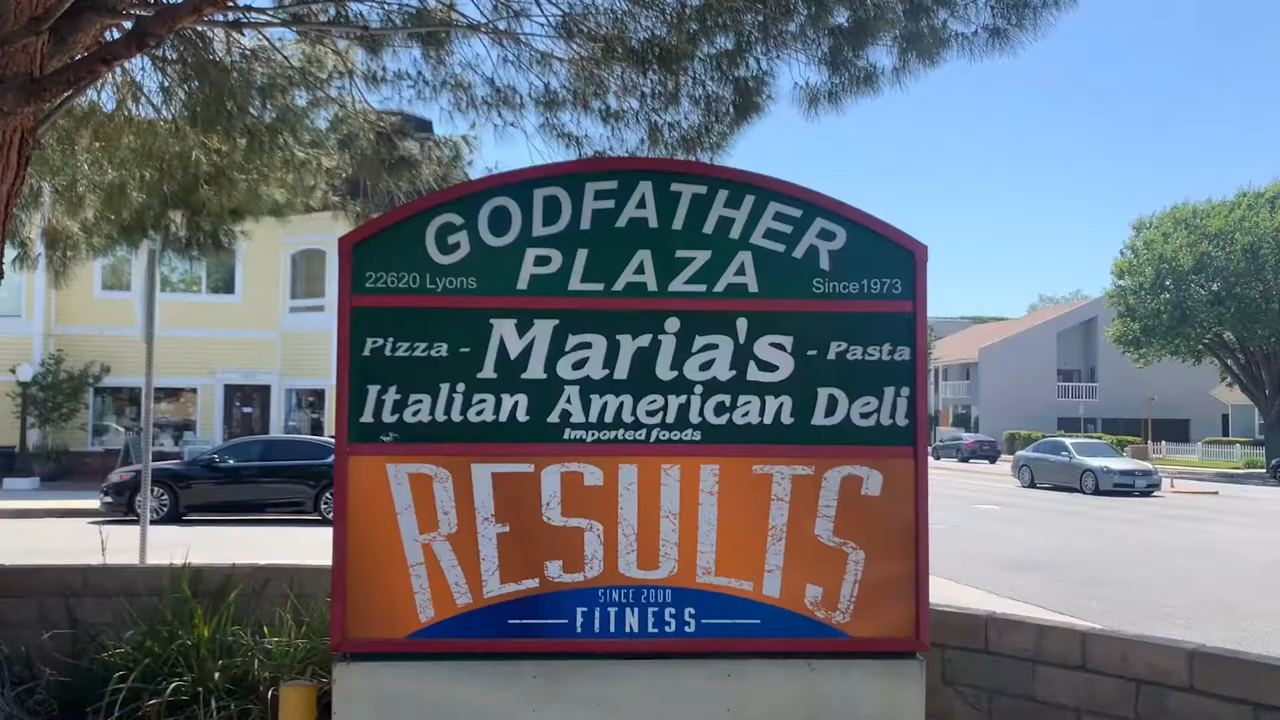 GODFATHER
PLAZA
22620 Lyons
Since1973
Pizza - Maria's - Pasta
Italian American Deli
Imported foods
RESULTS
SINCE 2000
FITNESS